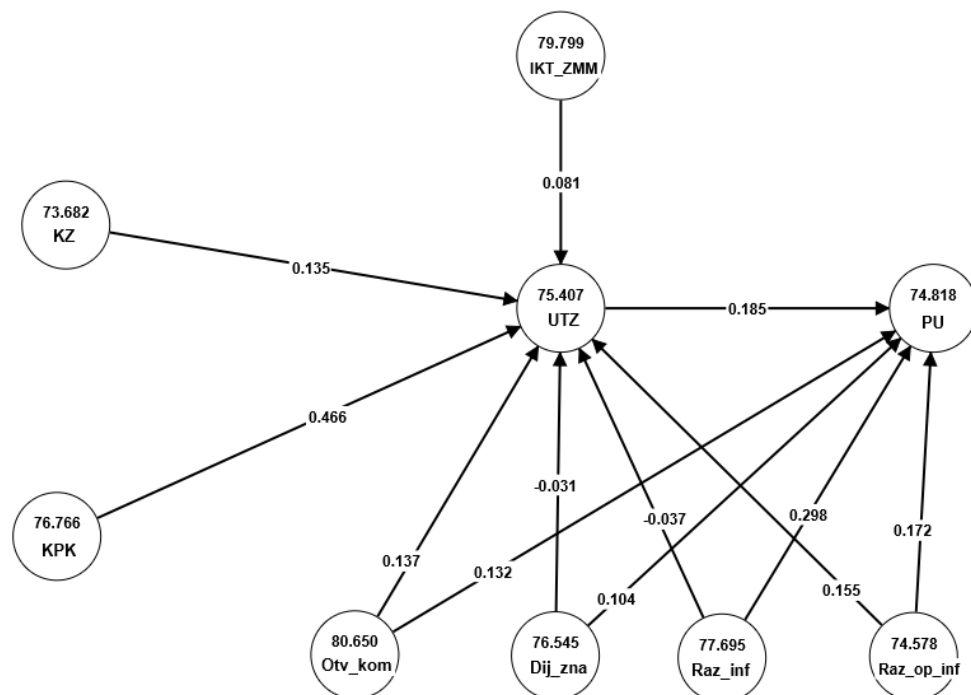 79.799
IKT_ZMM
0.081
73.682
KZ
0.135
75.407
UTZ
0.185
74.818
PU
0.466
76.766
KPK
-0.031
-0.037
0.298
0.172
0.137
0.132
0.104
0.155
80.650
Otv_kom
76.545
Dij_zna
77.695
Raz_inf
74.578
Raz_op_inf